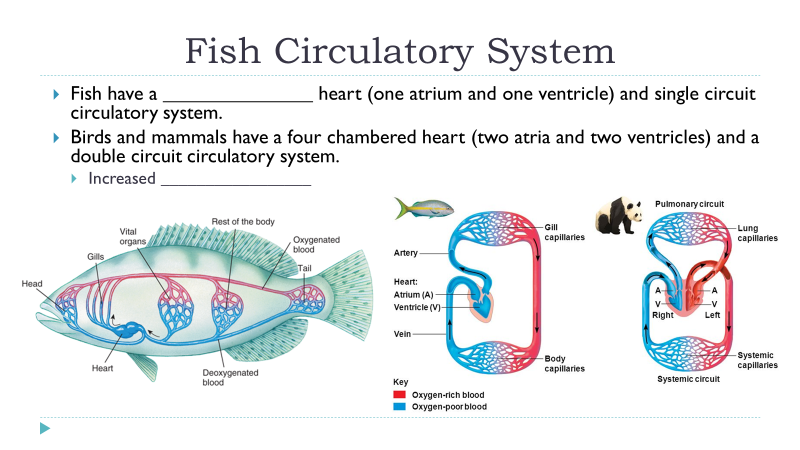 Fish Circulatory System
Fish have a _______________ heart (one atrium and one ventricle) and single circuit
circulatory system.
Birds and mammals have a four chambered heart (two atria and two ventricles) and a
double circuit circulatory system.
Increased _________________
Rest of the body
Vital
organs
Oxygenated
blood
Gills
Tail
Head
Heart
Deoxygenated
blood
Gill
capillaries
Artery
Heart:
Atrium (A)
Ventricle (V)
Vein
Body
capillaries
Key
Oxygen-rich blood
Oxygen-poor blood
Pulmonary circuit
Lung
capillaries
A A
V V
Right Left
Systemic
capillaries
Systemic circuit